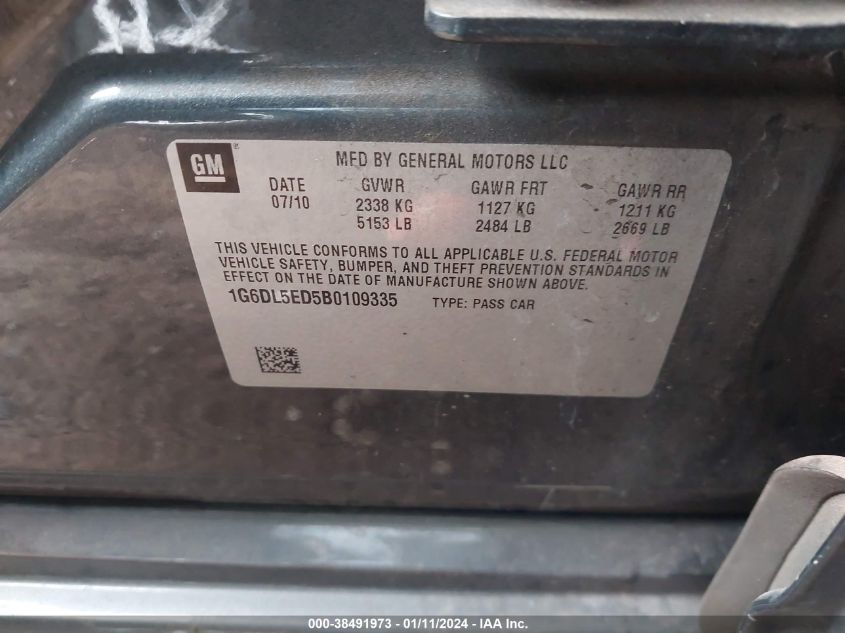 GM
MFD BY GENERAL MOTORS LLC
DATE GVWR GAWR FRT GAWR RR
07/10 2338 KG 1127 KG 1211 KG
5153 LB 2484 LB 2669 LB
THIS VEHICLE CONFORMS TO ALL APPLICABLE U.S. FEDERAL MOTOR
VEHICLE SAFETY, BUMPER, AND THEFT PREVENTION STANDARDS IN
EFFECT ON THE DATE OF MANUFACTURE SHOWN ABOVE.
1G6DL5ED5B0109335 TYPE: PASS CAR
000-38491973 - 01/11/2024 - IAA Inc.